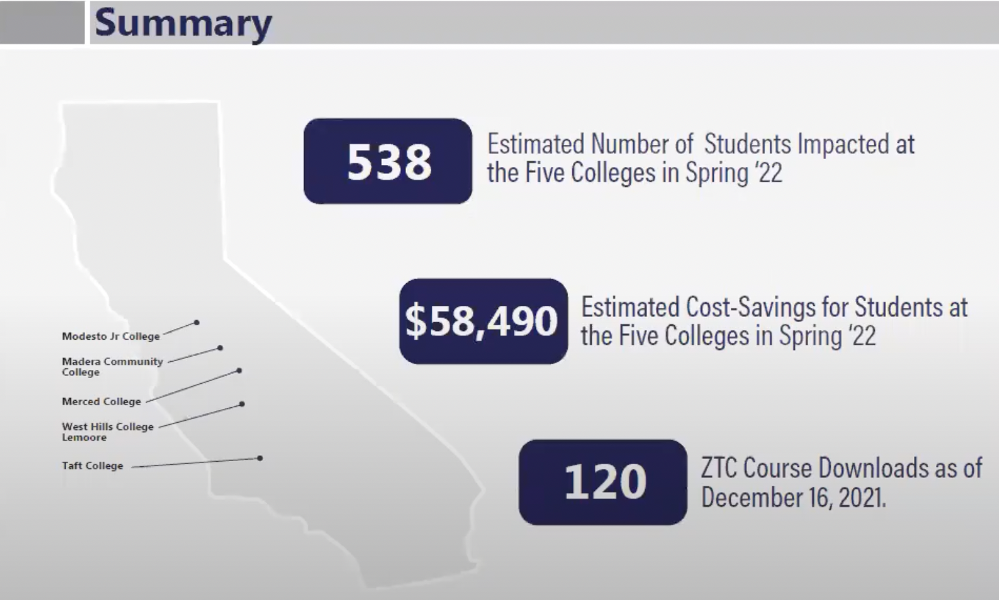 Summary
538
Estimated Number of Students Impacted at
the Five Colleges in Spring ‘22
$58,490
Estimated Cost-Savings for Students at
the Five Colleges in Spring ‘22
Modesto Jr College
Madera Community
College
Merced College
West Hills College
Lemoore
Taft College
120
ZTC Course Downloads as of
December 16, 2021.